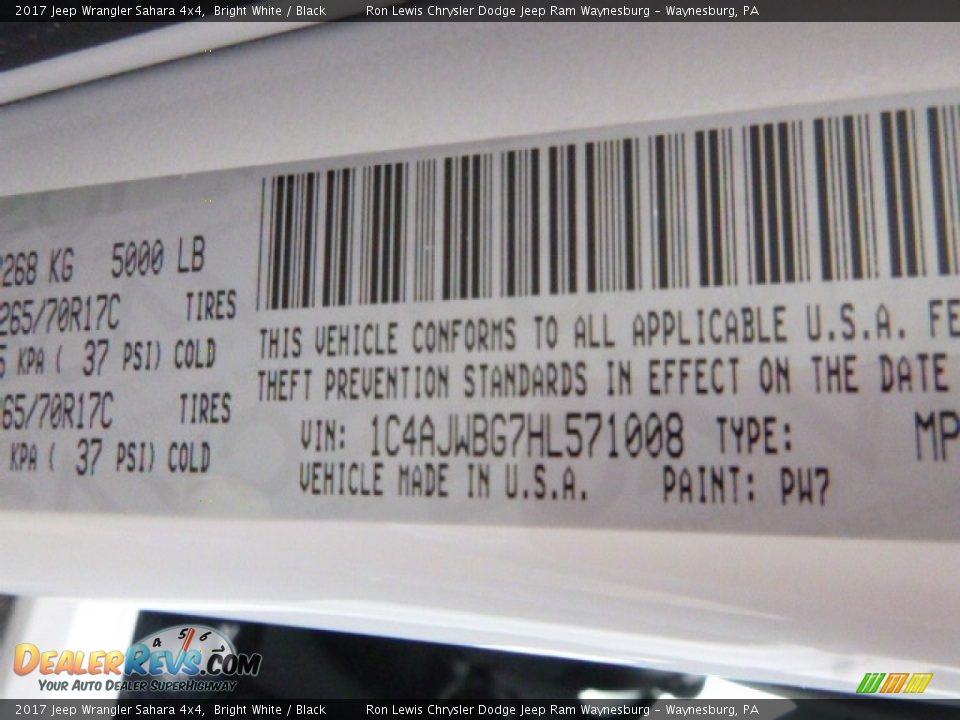 2017 Jeep Wrangler Sahara 4x4, Bright White / Black Ron Lewis Chrysler Dodge Jeep Ram Waynesburg - Waynesburg, PA
268 KG 5000 LB
265/70R17C TIRES
KPA ( 37 PSI) COLD
65/70R17C TIRES
KPA ( 37 PSI) COLD
THIS VEHICLE CONFORMS TO ALL APPLICABLE U.S.A. FE
THEFT PREVENTION STANDARDS IN EFFECT ON THE DATE
VIN: 1C4AJWBG7HL571008 TYPE: MP
VEHICLE MADE IN U.S.A. PAINT: PW7
4 5 6
DEALERREVS.COM
YOUR AUTO DEALER SUPERHIGHWAY
2017 Jeep Wrangler Sahara 4x4, Bright White / Black Ron Lewis Chrysler Dodge Jeep Ram Waynesburg - Waynesburg, PA